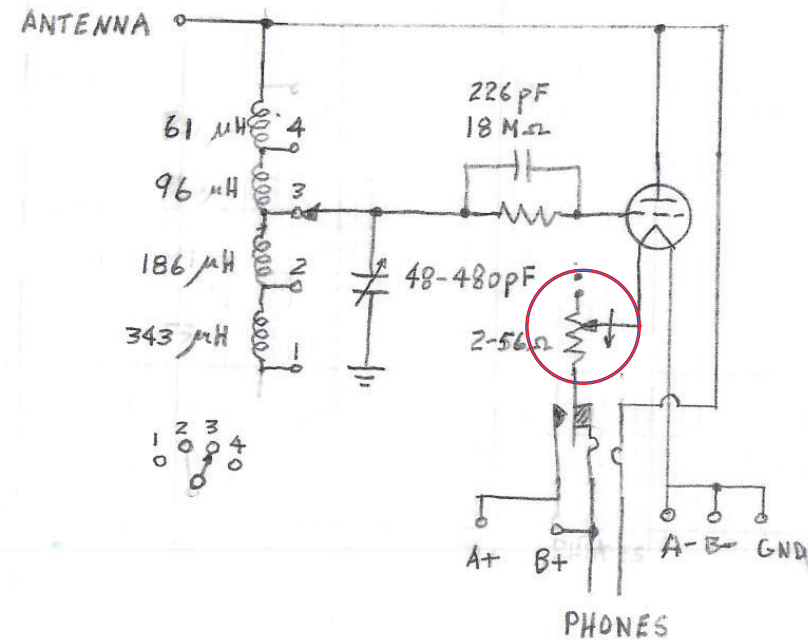 ANTENNA
226pF
18 MΩ
61 μH
4
96 μH
3
186 μH
2
48-480pF
343 μH
1
2-56Ω
1 2 3 4
A+
B+
A-
B-
GND
PHONES